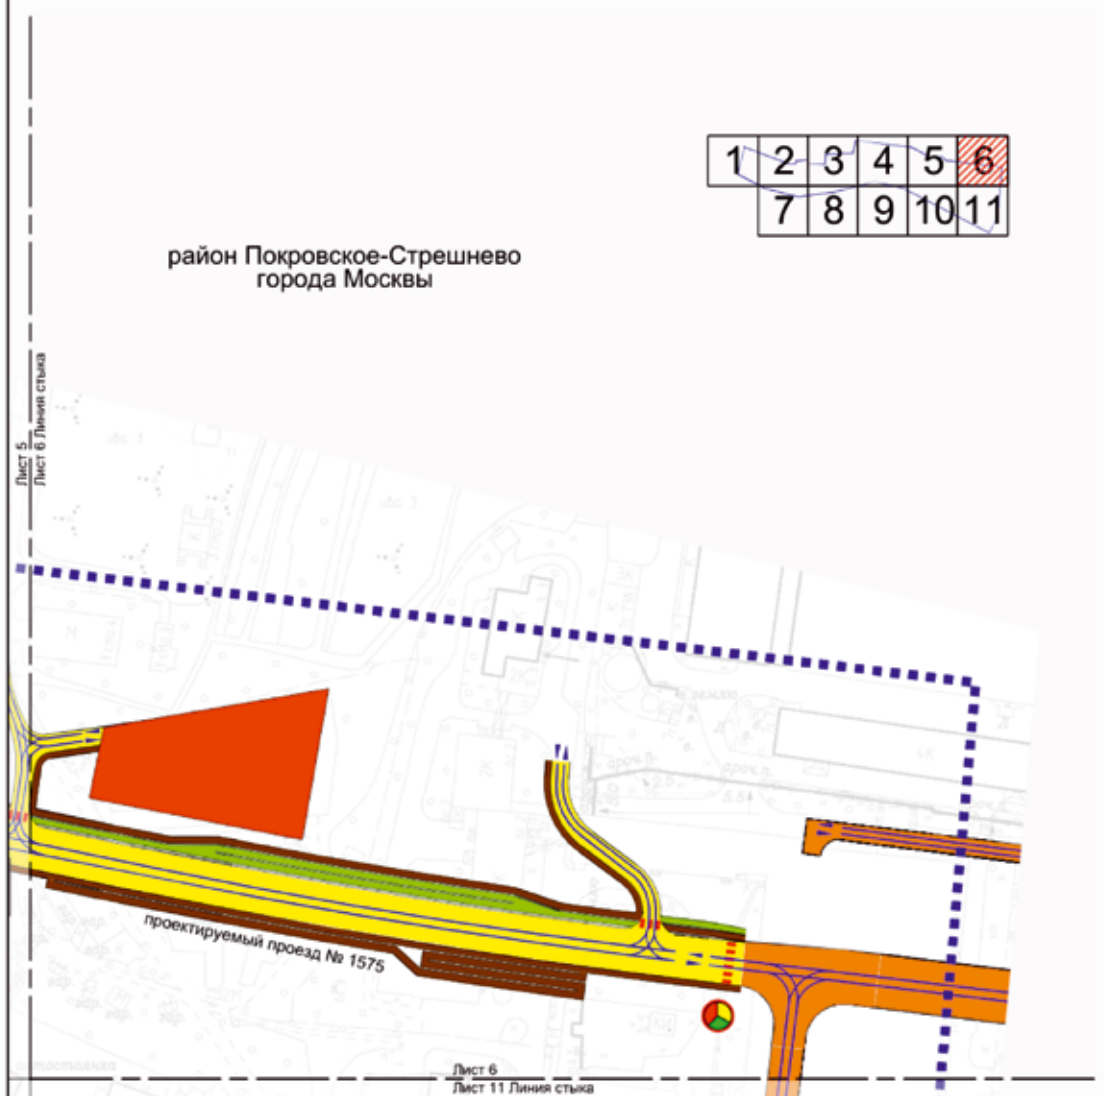 1 2 3 4 5 6
7 8 9 10 11
район Покровское-Стрешнево
города Москвы
Лист 5
Лист 6 Линия стыка
проектируемый проезд № 1575
Лист 6
Лист 11 Линия стыка